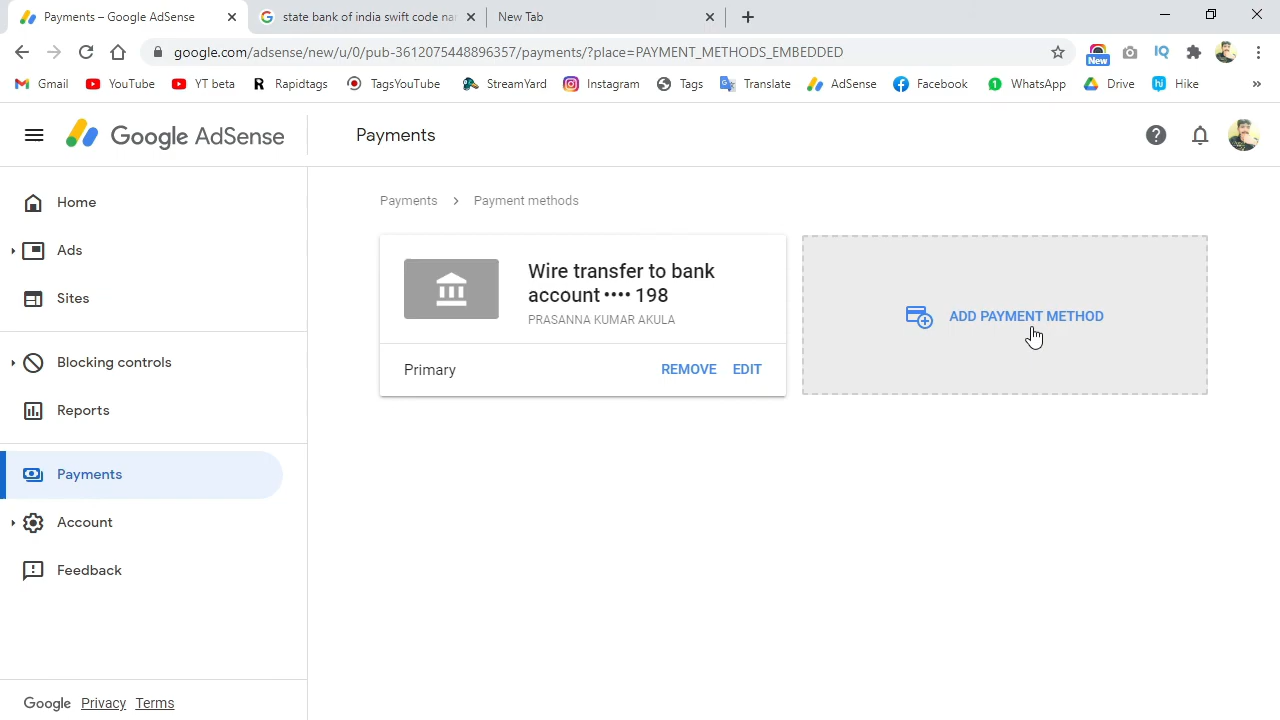 Payments – Google AdSense
state bank of india swift code na
New Tab
google.com/adsense/new/u/0/pub-3612075448896357/payments/?place=PAYMENT_METHODS_EMBEDDED
New
Gmail
YouTube
YT beta
Rapidtags
TagsYouTube
StreamYard
Instagram
Tags
Translate
AdSense
Facebook
WhatsApp
Drive
Hike
»
Google AdSense
Payments
Home
Ads
Sites
Blocking controls
Reports
Payments
Account
Feedback
Google Privacy Terms
Payments > Payment methods
Wire transfer to bank
account •••• 198
PRASANNA KUMAR AKULA
Primary
REMOVE
EDIT
ADD PAYMENT METHOD